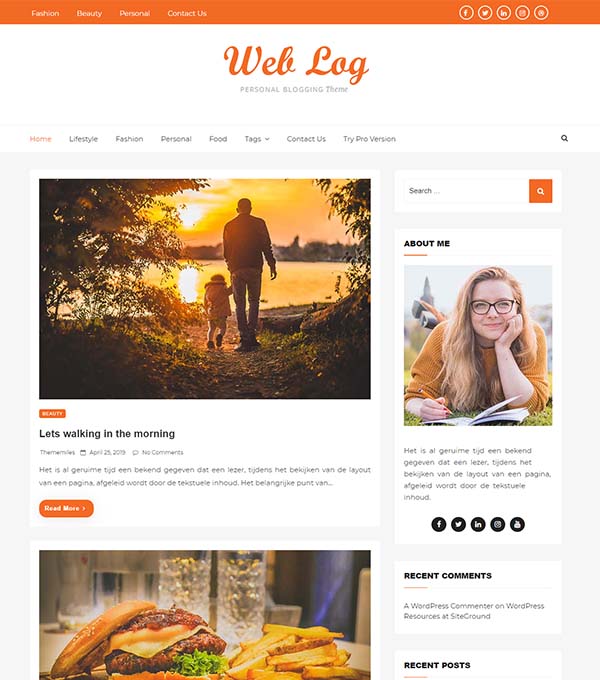 Fashion Beauty Personal Contact Us
Web Log
PERSONAL BLOGGING Theme
Home Lifestyle Fashion Personal Food Tags Contact Us Try Pro Version
BEAUTY
Lets walking in the morning
Thememiles April 25, 2019 No Comments
Het is al geruime tijd een bekend gegeven dat een lezer, tijdens het bekijken van de layout
van een pagina, afgeleid wordt door de tekstuele inhoud. Het belangrijke punt van...
Read More
Search ...
ABOUT ME
Het is al geruime tijd een bekend
gegeven dat een lezer, tijdens het
bekijken van de layout van een pagina,
afgeleid wordt door de tekstuele
inhoud.
RECENT COMMENTS
A WordPress Commenter on WordPress
Resources at SiteGround
RECENT POSTS